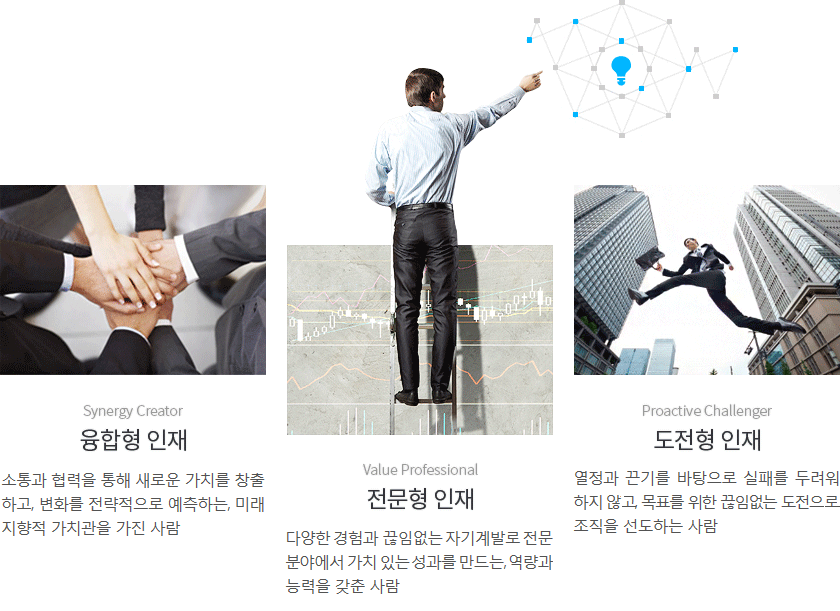 Synergy Creator
융합형 인재
소통과 협력을 통해 새로운 가치를 창출
하고, 변화를 전략적으로 예측하는, 미래
지향적 가치관을 가진 사람
Value Professional
전문형 인재
다양한 경험과 끊임없는 자기계발로 전문
분야에서 가치 있는 성과를 만드는, 역량과
능력을 갖춘 사람
Proactive Challenger
도전형 인재
열정과 끈기를 바탕으로 실패를 두려워
하지 않고, 목표를 위한 끊임없는 도전으로
조직을 선도하는 사람